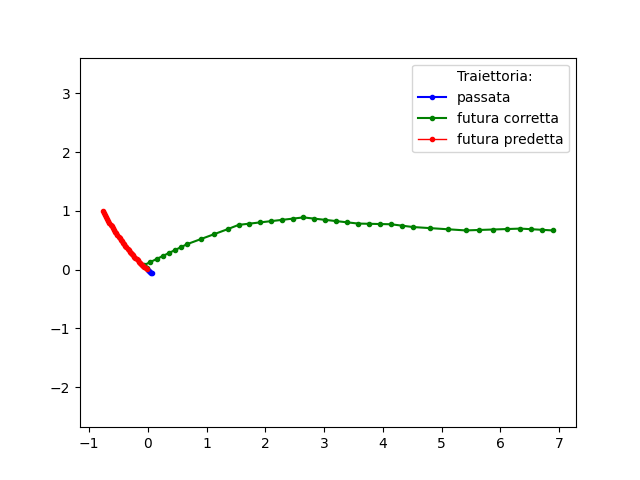 Traiettoria:
passata
futura corretta
futura predetta
3
2
1
0
−1
−2
−1 0 1 2 3 4 5 6 7